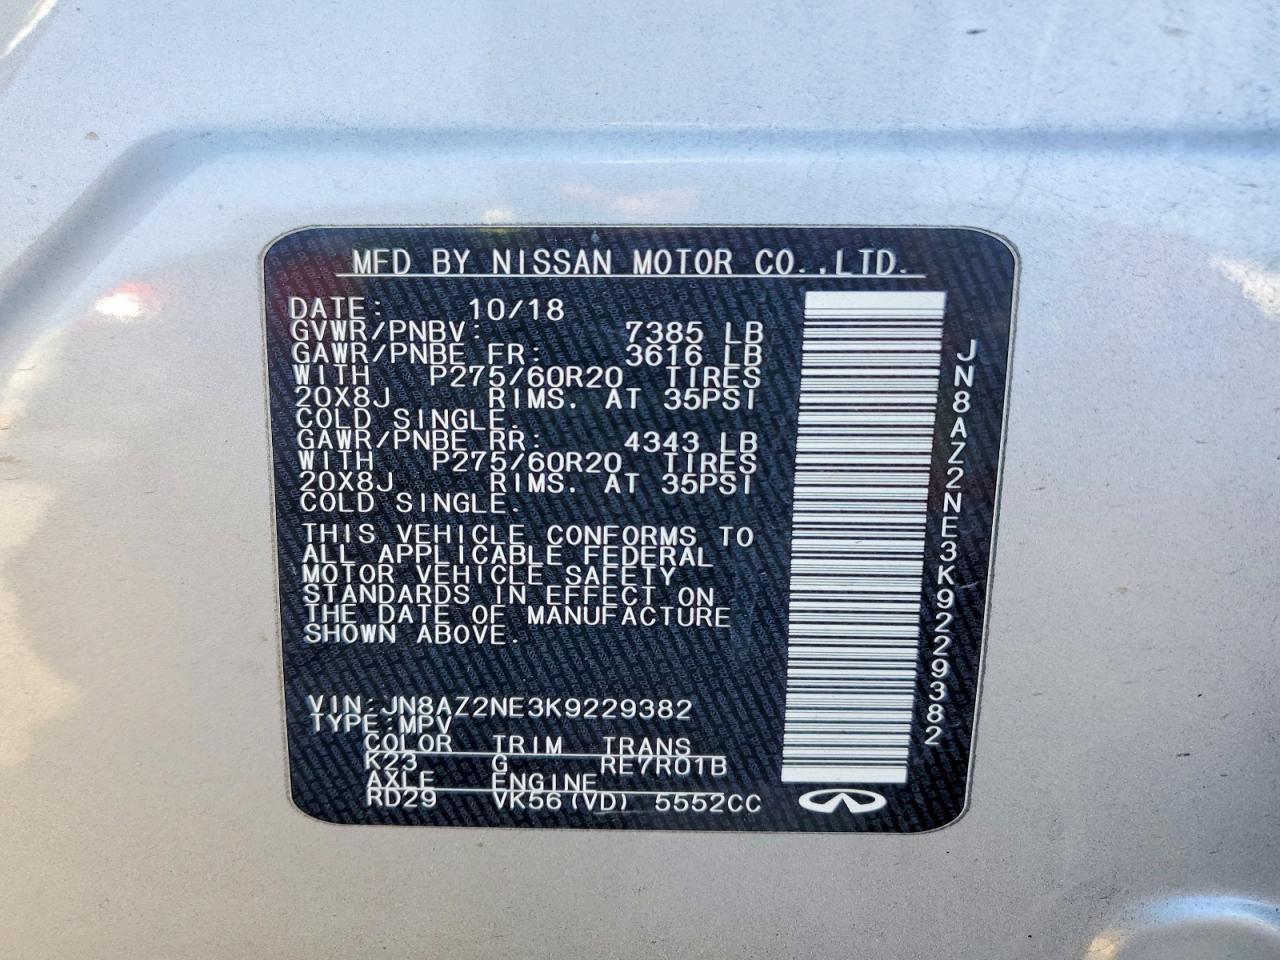 MFD BY NISSAN MOTOR CO.,LTD.
DATE: 10/18
GVWR/PNBV: 7385 LB
GAWR/PNBE FR: 3616 LB
WITH P275/60R20 TIRES
20X8J RIMS. AT 35PSI
COLD SINGLE.
GAWR/PNBE RR: 4343 LB
WITH P275/60R20 TIRES
20X8J RIMS. AT 35PSI
COLD SINGLE.
THIS VEHICLE CONFORMS TO
ALL APPLICABLE FEDERAL
MOTOR VEHICLE SAFETY
STANDARDS IN EFFECT ON
THE DATE OF MANUFACTURE
SHOWN ABOVE.
VIN:JN8AZ2NE3K9229382
TYPE:MPV
COLOR TRIM TRANS
K23 G RE7R01B
AXLE ENGINE
RD29 VK56(VD) 5552CC
JN8AZ2NE3K9229382